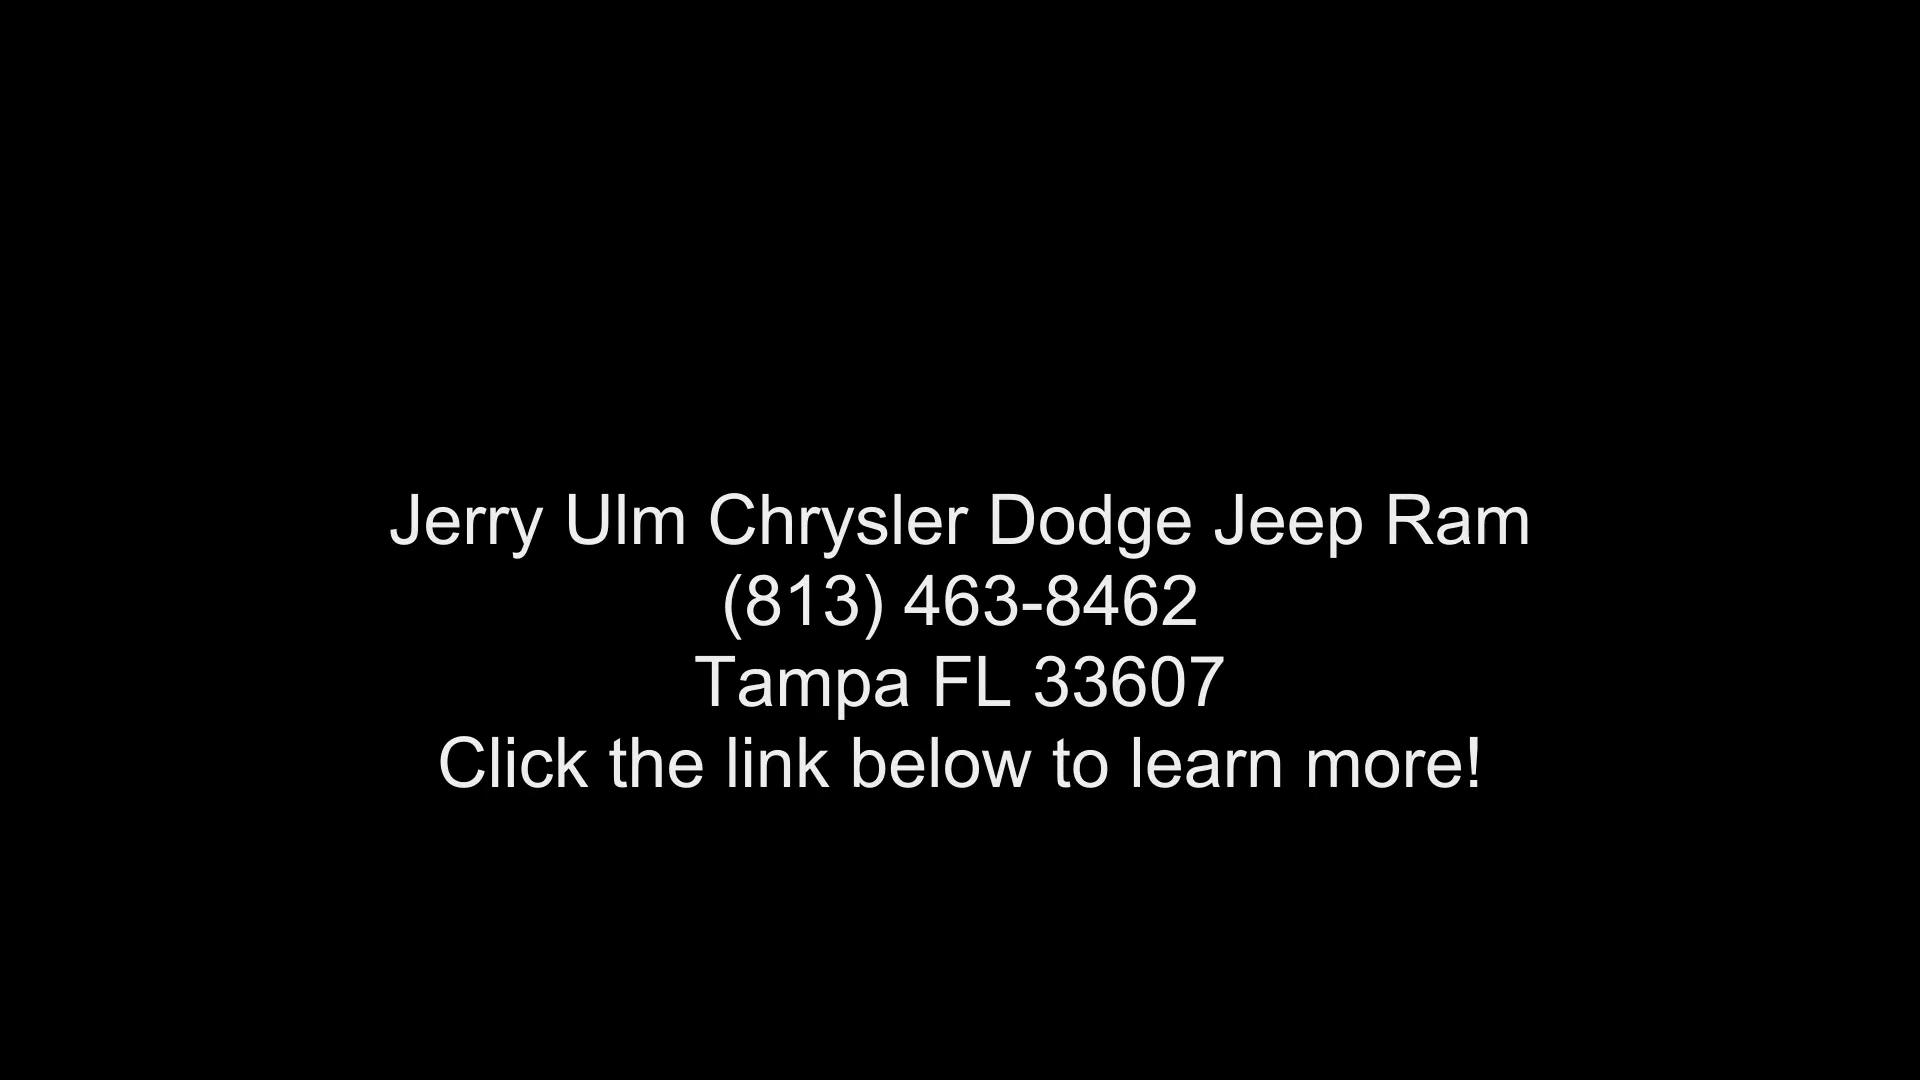 Jerry Ulm Chrysler Dodge Jeep Ram
(813) 463-8462
Tampa FL 33607
Click the link below to learn more!